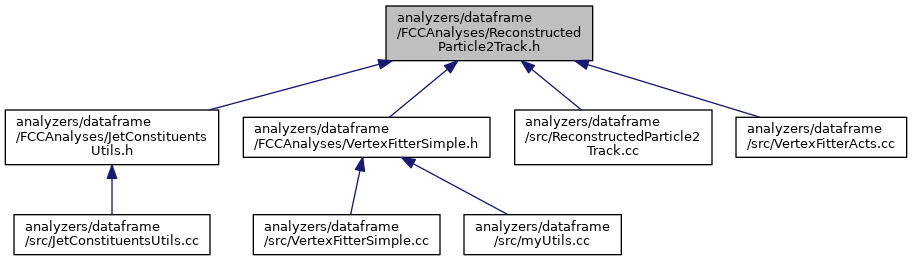 analyzers/dataframe
/FCCAnalyses/Reconstructed
Particle2Track.h
analyzers/dataframe
/FCCAnalyses/JetConstituents
Utils.h
analyzers/dataframe
/FCCAnalyses/VertexFitterSimple.h
analyzers/dataframe
/src/ReconstructedParticle2
Track.cc
analyzers/dataframe
/src/VertexFitterActs.cc
analyzers/dataframe
/src/JetConstituentsUtils.cc
analyzers/dataframe
/src/VertexFitterSimple.cc
analyzers/dataframe
/src/myUtils.cc